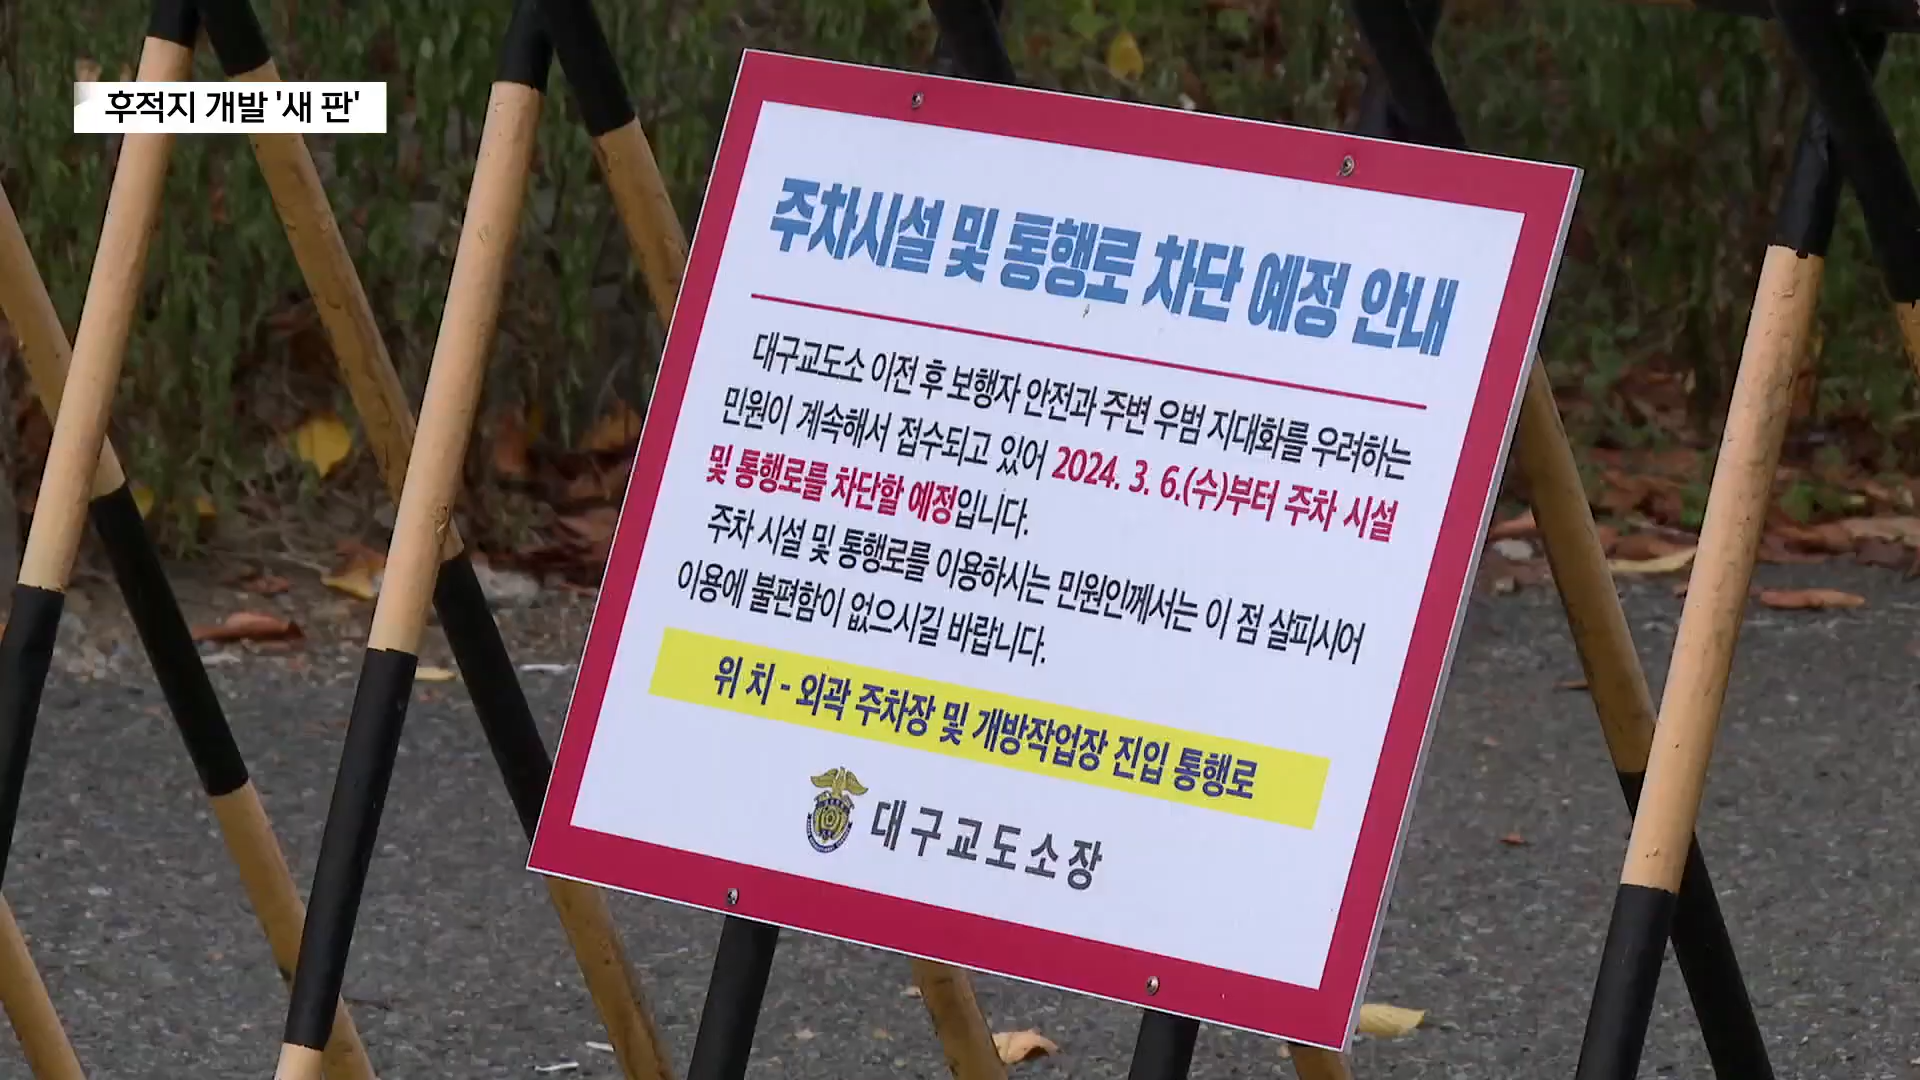 후적지 개발 '새 판'
주차시설 및 통행로 차단 예정 안내
대구교도소 이전 후 보행자 안전과 주변 우범 지대화를 우려하는
민원이 계속해서 접수되고 있어 2024. 3. 6.(수)부터 주차 시설
및 통행로를 차단할 예정입니다.
주차 시설 및 통행로를 이용하시는 민원인께서는 이 점 살피시어
이용에 불편함이 없으시길 바랍니다.
위 치 - 외곽 주차장 및 개방작업장 진입 통행로
대구교도소장